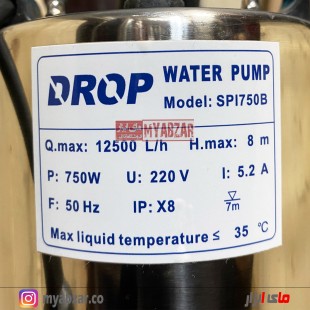 DROP WATER PUMP
Model: SPI750B
MYABZAR
Q.max: 12500 L/h H.max: 8 m
P: 750W U: 220 V I: 5.2 A
F: 50 Hz IP: X8 7m
Max liquid temperature ≤ 35 ℃
myabzar.co
مای ابزار